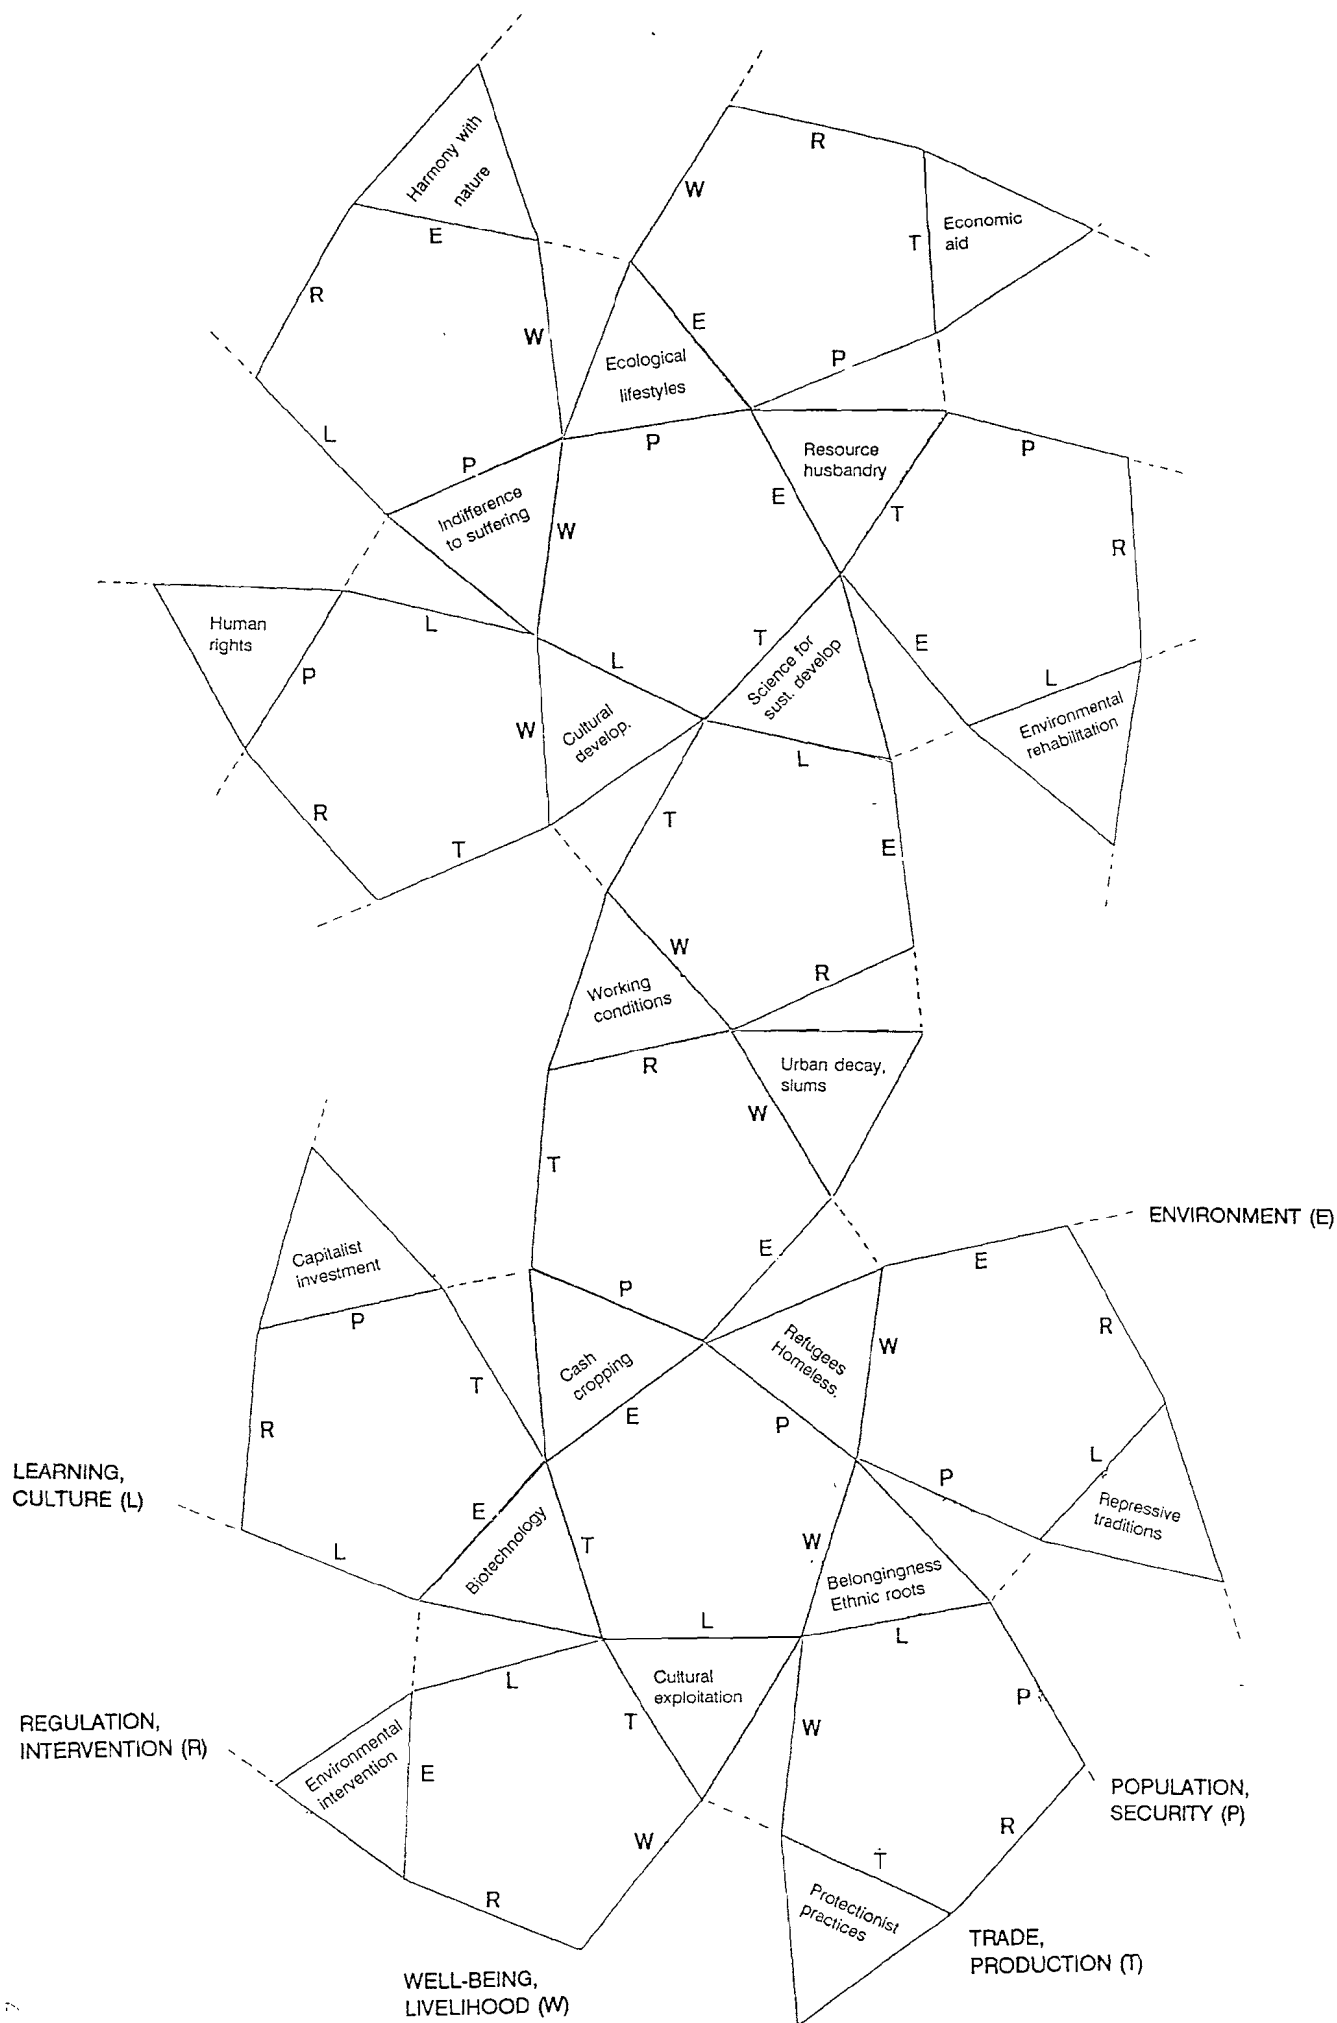 Harmony with
nature
R
W
E
T
Economic
aid
R
W
E
Ecological
lifestyles
P
L
P
P
Resource
husbandry
P
Indifference
to suffering
W
E
T
R
Human
rights
L
P
L
T
Science for
sust. develop
E
L
Environmental
rehabilitation
W
Cultural
develop.
L
R
T
T
E
W
R
Working
conditions
R
Urban decay,
slums
W
T
ENVIRONMENT (E)
Capitalist
investment
P
E
E
P
R
Cash
cropping
Refugees
Homeless.
W
T
E
P
R
LEARNING,
CULTURE (L)
L
P
Repressive
traditions
E
Biotechnology
T
W
L
Belongingness
Ethnic roots
L
L
L
Cultural
exploitation
P
REGULATION,
INTERVENTION (R)
T
W
Environmental
intervention
E
POPULATION,
SECURITY (P)
R
W
T
R
Protectionist
practices
TRADE,
PRODUCTION (T)
WELL-BEING,
LIVELIHOOD (W)